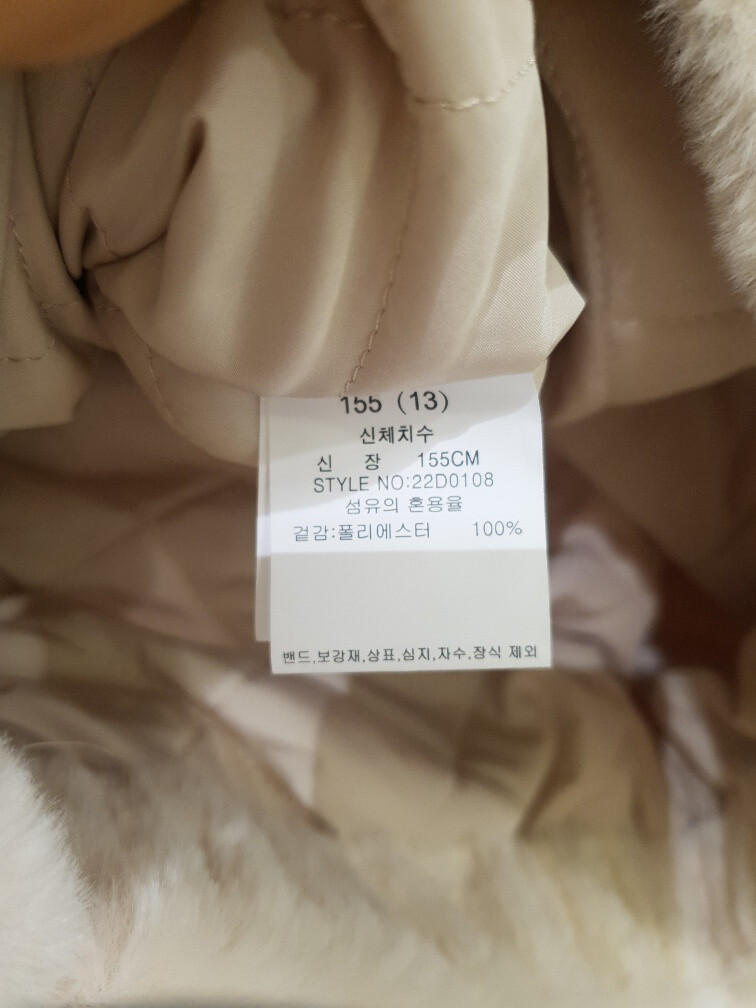 155 (13)
신체치수
신 장 155CM
STYLE NO:22D0108
섬유의 혼용율
겉감:폴리에스터 100%
밴드,보강재,상표,심지,자수,장식 제외